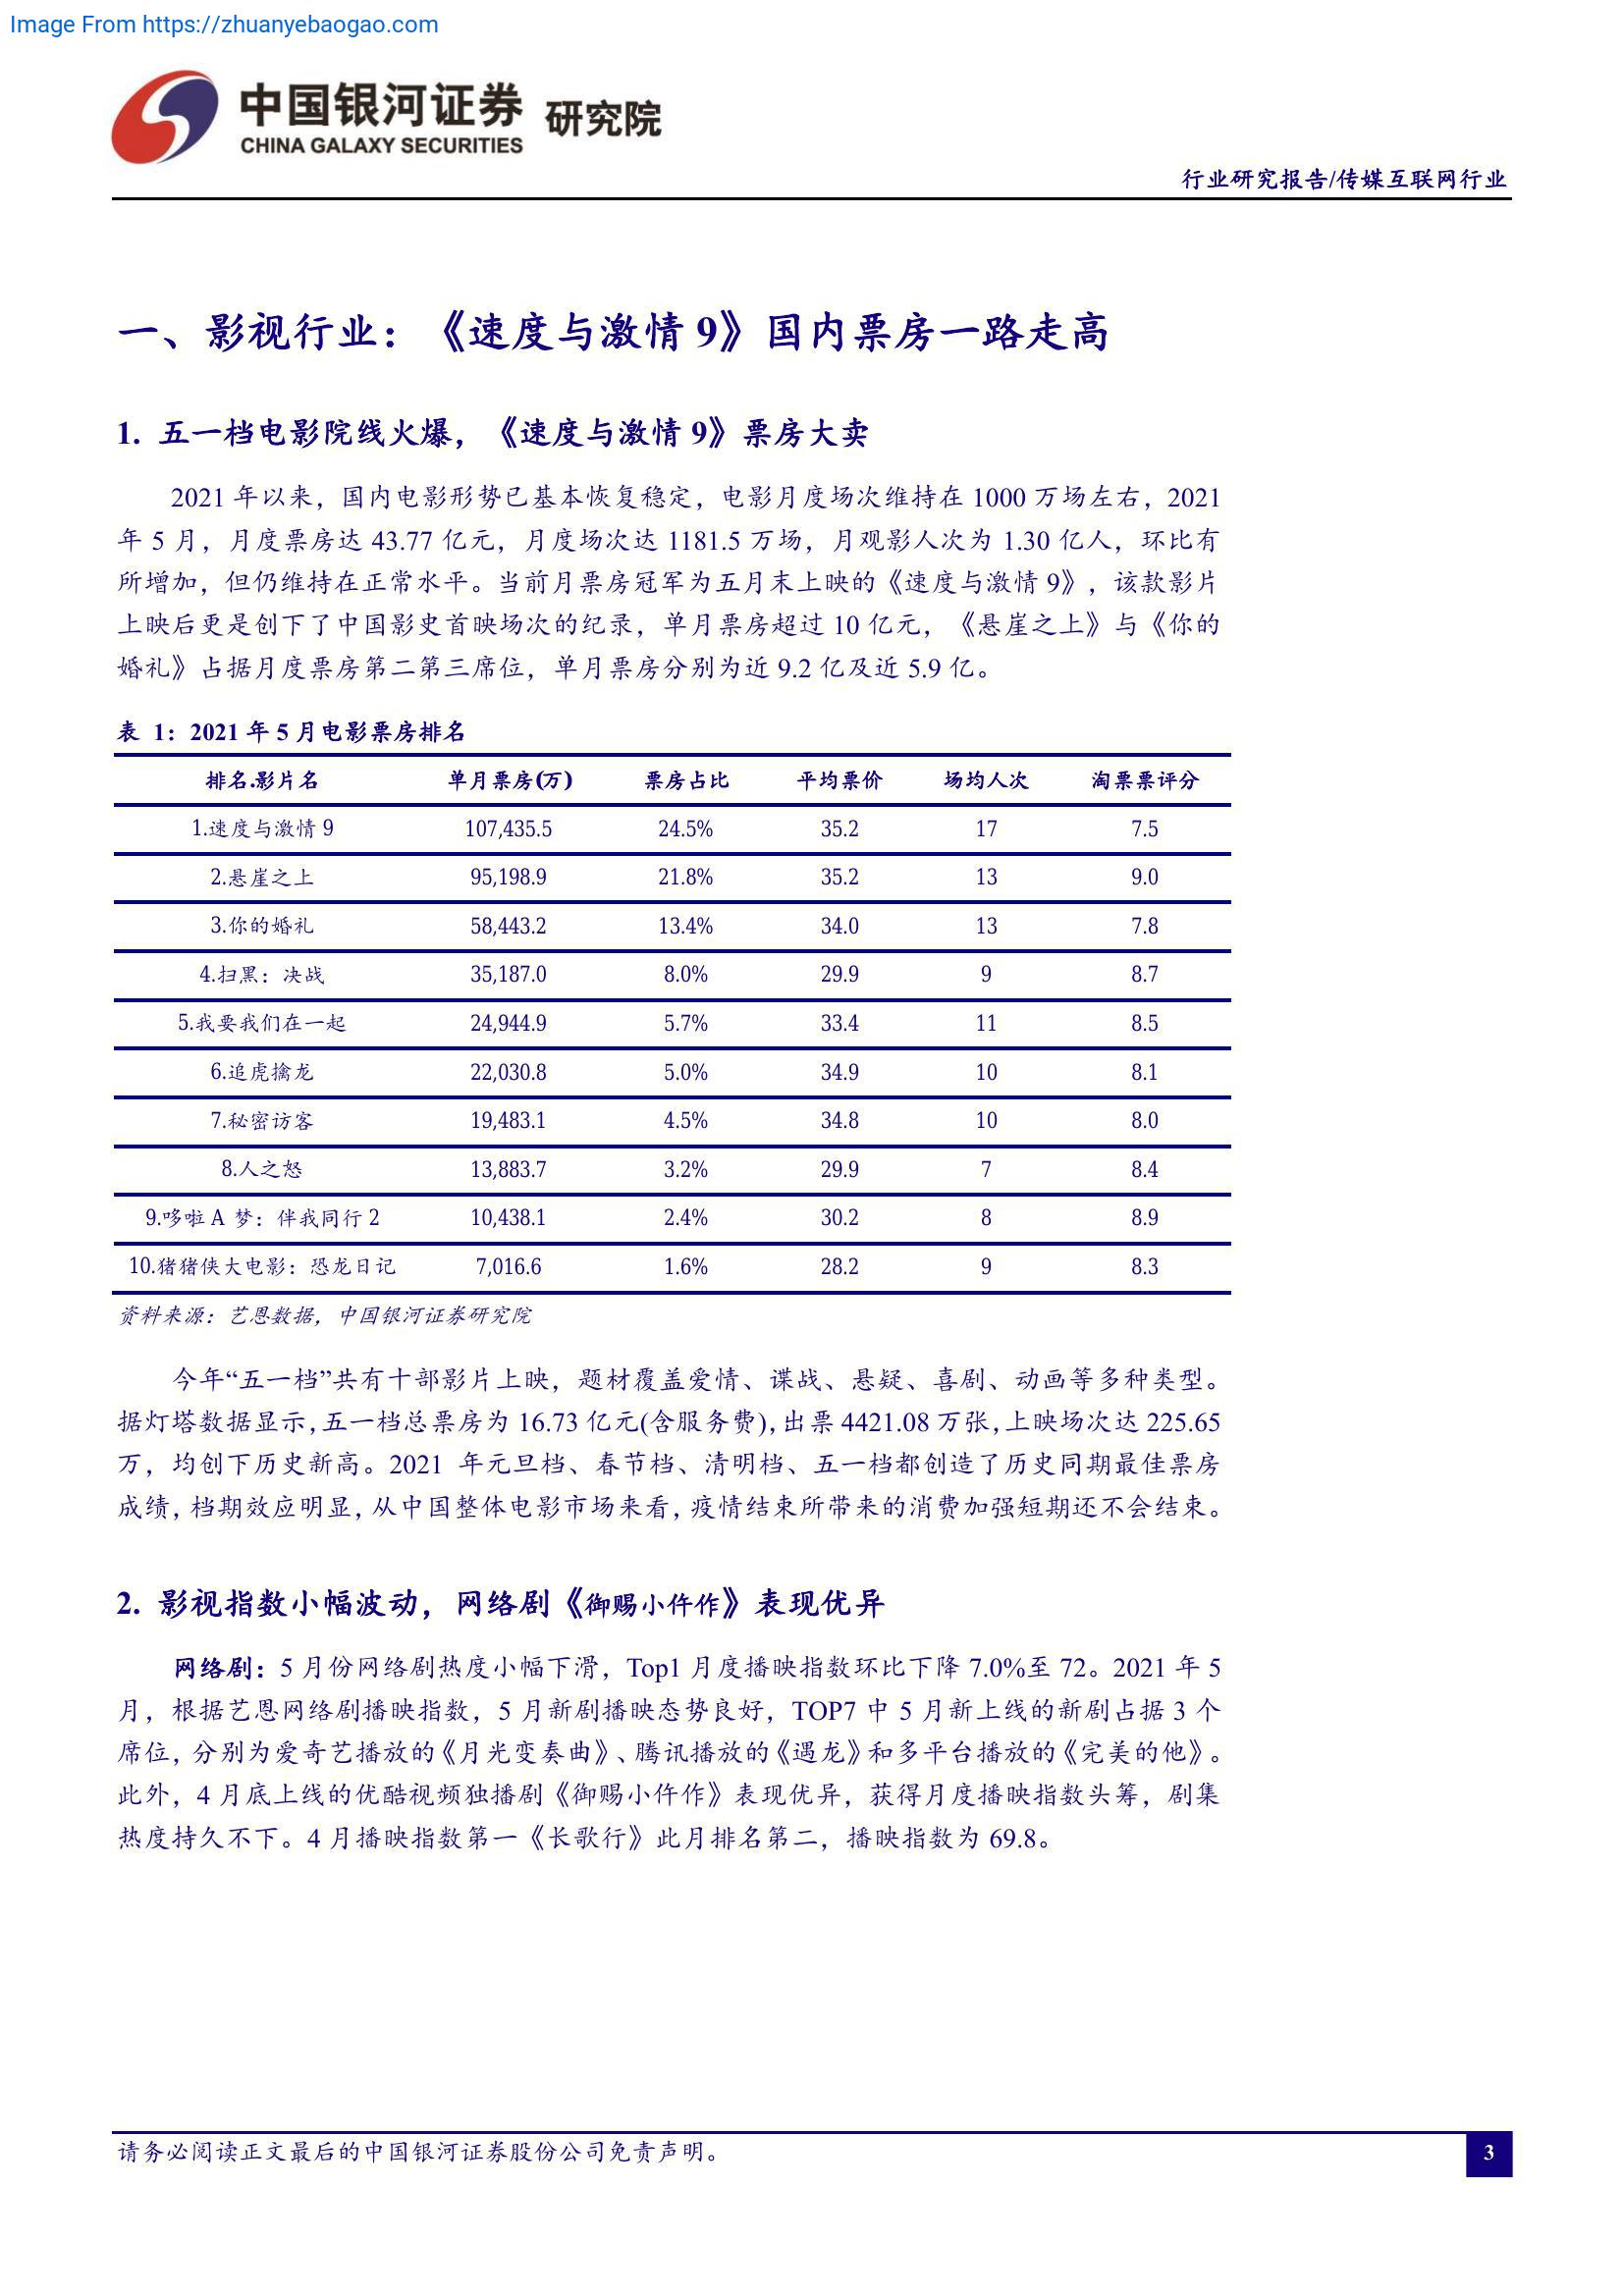 Image From https://zhuanyebaogao.com
中国银河证券 研究院
CHINA GALAXY SECURITIES
行业研究报告/传媒互联网行业
一、影视行业：《速度与激情 9》国内票房一路走高
1. 五一档电影院线火爆，《速度与激情 9》票房大卖
2021 年以来，国内电影形势已基本恢复稳定，电影月度场次维持在 1000 万场左右，2021
年 5 月，月度票房达 43.77 亿元，月度场次达 1181.5 万场，月观影人次为 1.30 亿人，环比有
所增加，但仍维持在正常水平。当前月票房冠军为五月末上映的《速度与激情 9》，该款影片
上映后更是创下了中国影史首映场次的纪录，单月票房超过 10 亿元，《悬崖之上》与《你的
婚礼》占据月度票房第二第三席位，单月票房分别为近 9.2 亿及近 5.9 亿。
表 1：2021 年 5 月电影票房排名
排名.影片名 单月票房(万) 票房占比 平均票价 场均人次 淘票票评分
1.速度与激情 9 107,435.5 24.5% 35.2 17 7.5
2.悬崖之上 95,198.9 21.8% 35.2 13 9.0
3.你的婚礼 58,443.2 13.4% 34.0 13 7.8
4.扫黑：决战 35,187.0 8.0% 29.9 9 8.7
5.我要我们在一起 24,944.9 5.7% 33.4 11 8.5
6.追虎擒龙 22,030.8 5.0% 34.9 10 8.1
7.秘密访客 19,483.1 4.5% 34.8 10 8.0
8.人之怒 13,883.7 3.2% 29.9 7 8.4
9.哆啦 A 梦：伴我同行 2 10,438.1 2.4% 30.2 8 8.9
10.猪猪侠大电影：恐龙日记 7,016.6 1.6% 28.2 9 8.3
资料来源：艺恩数据，中国银河证券研究院
今年“五一档”共有十部影片上映，题材覆盖爱情、谍战、悬疑、喜剧、动画等多种类型。
据灯塔数据显示，五一档总票房为 16.73 亿元(含服务费)，出票 4421.08 万张，上映场次达 225.65
万，均创下历史新高。2021 年元旦档、春节档、清明档、五一档都创造了历史同期最佳票房
成绩，档期效应明显，从中国整体电影市场来看，疫情结束所带来的消费加强短期还不会结束。
2. 影视指数小幅波动，网络剧《御赐小仵作》表现优异
网络剧：5 月份网络剧热度小幅下滑，Top1 月度播映指数环比下降 7.0%至 72。2021 年 5
月，根据艺恩网络剧播映指数，5 月新剧播映态势良好，TOP7 中 5 月新上线的新剧占据 3 个
席位，分别为爱奇艺播放的《月光变奏曲》、腾讯播放的《遇龙》和多平台播放的《完美的他》。
此外，4 月底上线的优酷视频独播剧《御赐小仵作》表现优异，获得月度播映指数头筹，剧集
热度持久不下。4 月播映指数第一《长歌行》此月排名第二，播映指数为 69.8。
请务必阅读正文最后的中国银河证券股份公司免责声明。
3